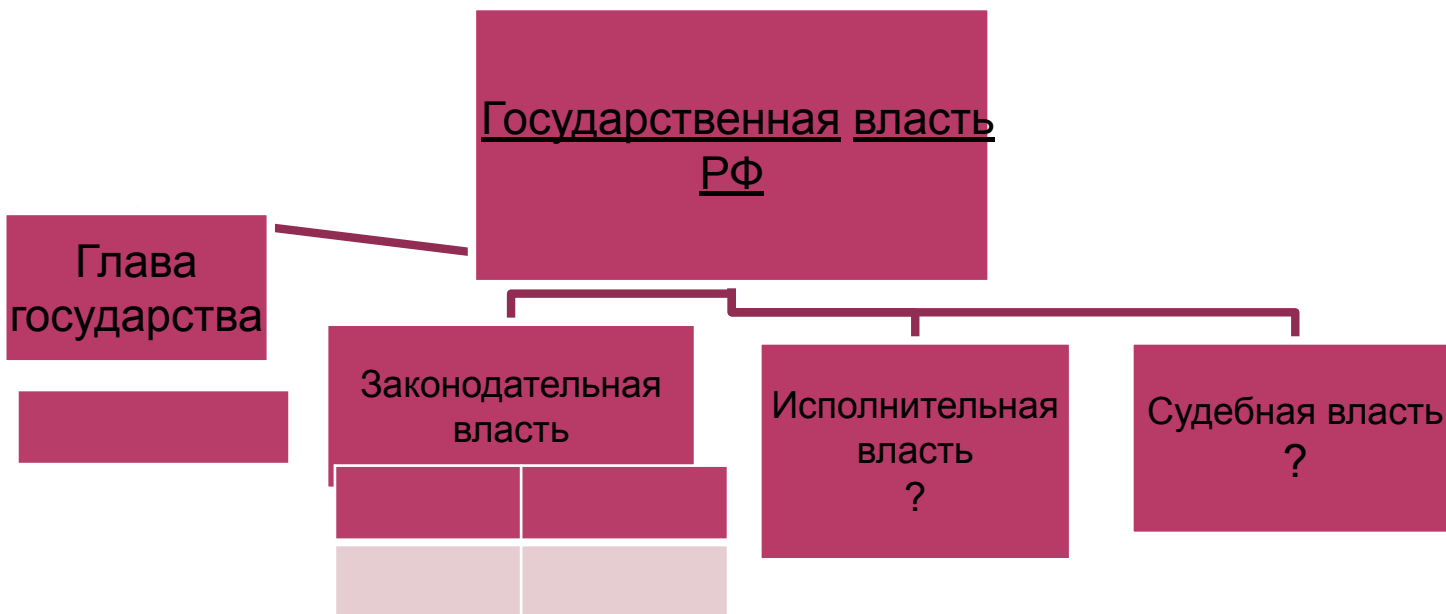 Государственная власть
РФ
Глава
государства
Законодательная
власть
Исполнительная
власть
?
Судебная власть
?